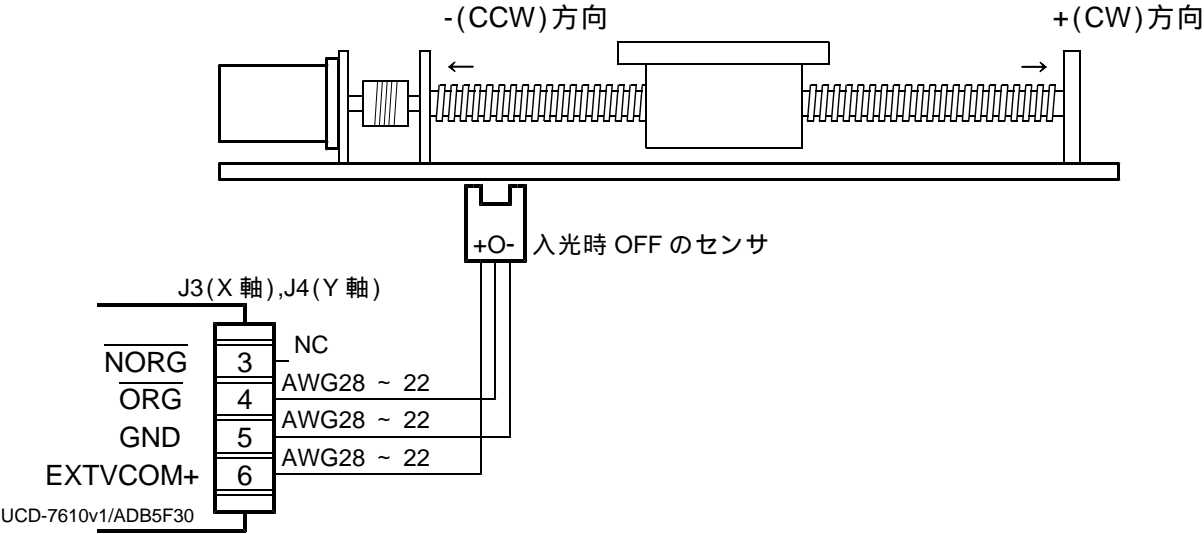 -(CCW)方向
+(CW)方向
←
→
+O-
入光時 OFF のセンサ
J3(X 軸),J4(Y 軸)
NORG 3 NC
ORG 4 AWG28 ~ 22
GND 5 AWG28 ~ 22
EXTVCOM+ 6 AWG28 ~ 22
UCD-7610v1/ADB5F30